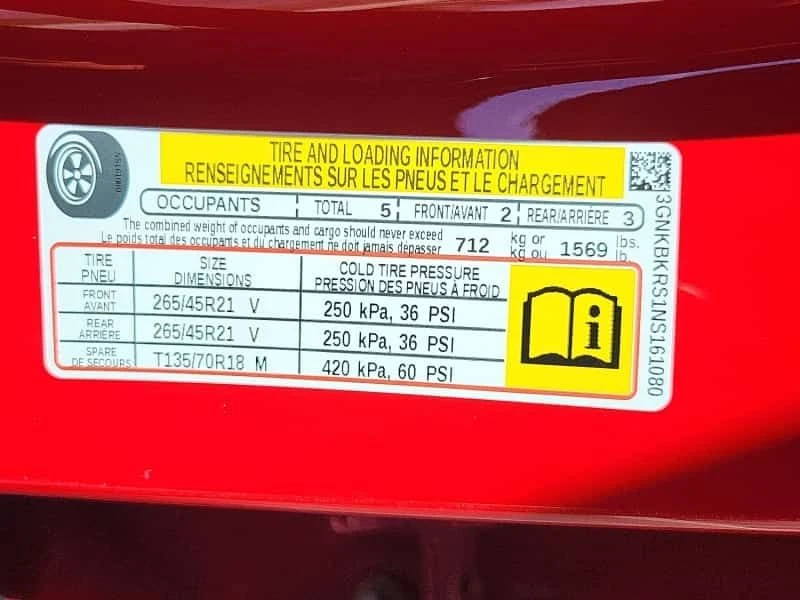 TIRE AND LOADING INFORMATION
RENSEIGNEMENTS SUR LES PNEUS ET LE CHARGEMENT
OCCUPANTS TOTAL 5 FRONT/AVANT 2 REAR/ARRIÈRE 3
The combined weight of occupants and cargo should never exceed
Le poids total des occupants et du chargement ne doit jamais dépasser
712 kg or kg ou 1569 lbs. lb.
TIRE PNEU SIZE DIMENSIONS COLD TIRE PRESSURE PRESSION DES PNEUS À FROID
FRONT AVANT 265/45R21 V 250 kPa, 36 PSI
REAR ARRIÈRE 265/45R21 V 250 kPa, 36 PSI
SPARE DE SECOURS T135/70R18 M 420 kPa, 60 PSI
i
3GNKBKRS1NS161080